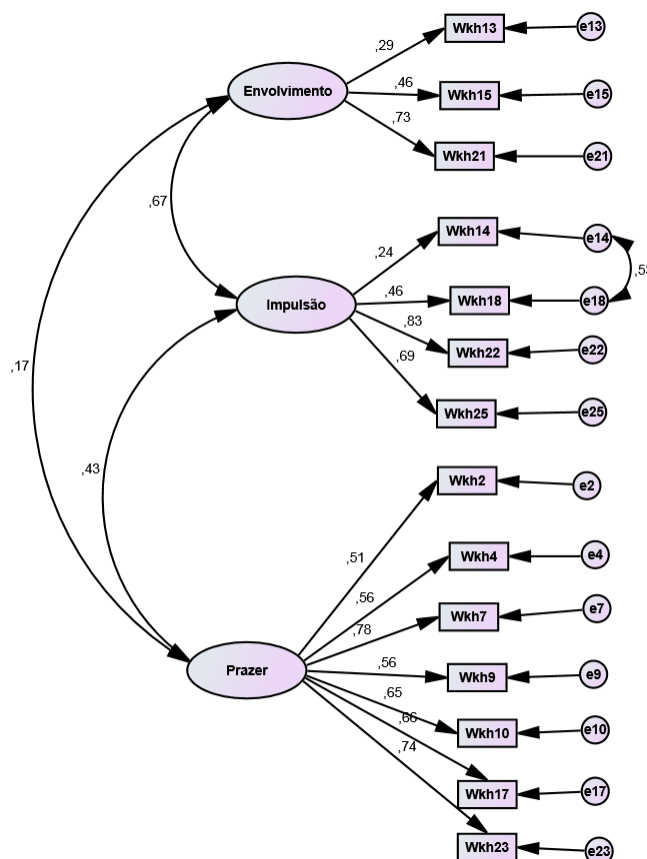 Wkh13
e13
,29
Envolvimento
,46
Wkh15
e15
,73
Wkh21
e21
,67
Wkh14
e14
,24
Impulsão
,46
Wkh18
e18
,83
Wkh22
e22
,69
,17
Wkh25
e25
,43
Wkh2
e2
,51
Wkh4
e4
,56
Wkh7
e7
,78
Prazer
,56
Wkh9
e9
,65
,66
Wkh10
e10
,74
Wkh17
e17
Wkh23
e23